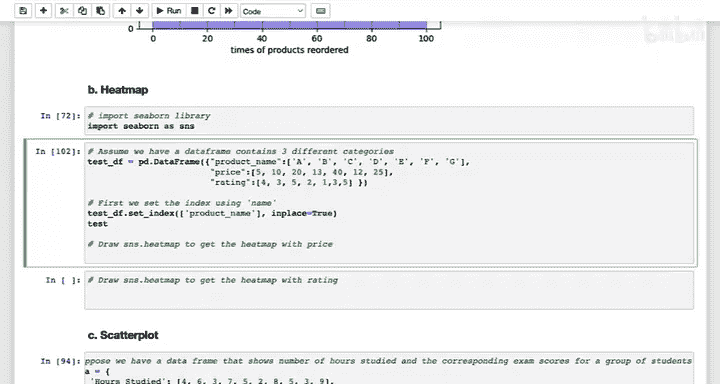 Run
Code
0
0 20 40 60 80 100
times of products reordered
b. Heatmap
In [72]: # import seaborn library
import seaborn as sns
In [102]: # Assume we have a dataframe contains 3 different categories
test_df = pd.DataFrame({"product_name":['A', 'B', 'C', 'D', 'E', 'F', 'G'],
"price":[5, 10, 20, 13, 40, 12, 25],
"rating":[4, 3, 5, 2, 1,3,5] })
# First we set the index using 'name'
test_df.set_index(['product_name'], inplace=True)
test
# Draw sns.heatmap to get the heatmap with price
In [ ]: # Draw sns.heatmap to get the heatmap with rating
c. Scatterplot
In [94]: ppose we have a data frame that shows number of hours studied and the corresponding exam scores for a group of students
a = {
'Hours Studied': [4, 6, 3, 7, 5, 2, 8, 5, 3, 9],